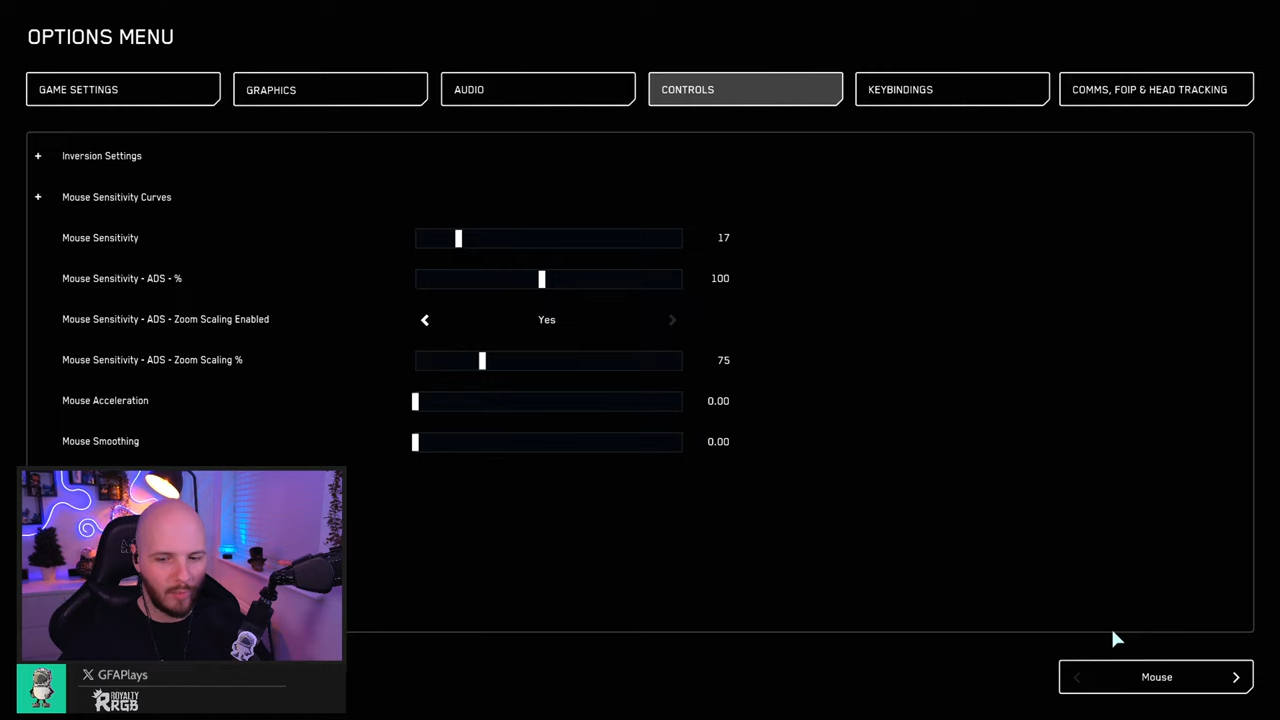 OPTIONS MENU
GAME SETTINGS
GRAPHICS
AUDIO
CONTROLS
KEYBINDINGS
COMMS, FOIP & HEAD TRACKING
+ Inversion Settings
+ Mouse Sensitivity Curves
Mouse Sensitivity 17
Mouse Sensitivity - ADS - % 100
Mouse Sensitivity - ADS - Zoom Scaling Enabled Yes
Mouse Sensitivity - ADS - Zoom Scaling % 75
Mouse Acceleration 0.00
Mouse Smoothing 0.00
X GFAPlays
ROYALTY
RGB
Mouse